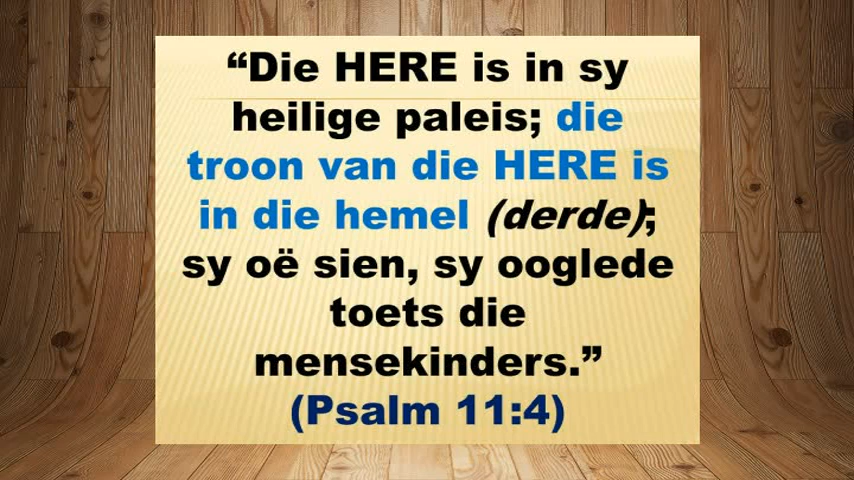 “Die HERE is in sy
heilige paleis; die
troon van die HERE is
in die hemel (derde);
sy oë sien, sy ooglede
toets die
mensekinders.”
(Psalm 11:4)